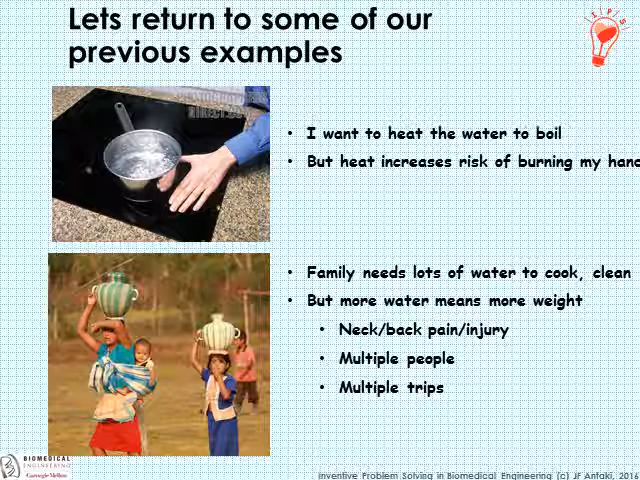 Lets return to some of our
previous examples
I P S
DIRECT.CO
• I want to heat the water to boil
• But heat increases risk of burning my hand
• Family needs lots of water to cook, clean
• But more water means more weight
• Neck/back pain/injury
• Multiple people
• Multiple trips
BIOMEDICAL
ENGINEERING
Carnegie Mellon
Inventive Problem Solving in Biomedical Engineering (c) JF Antaki, 2016